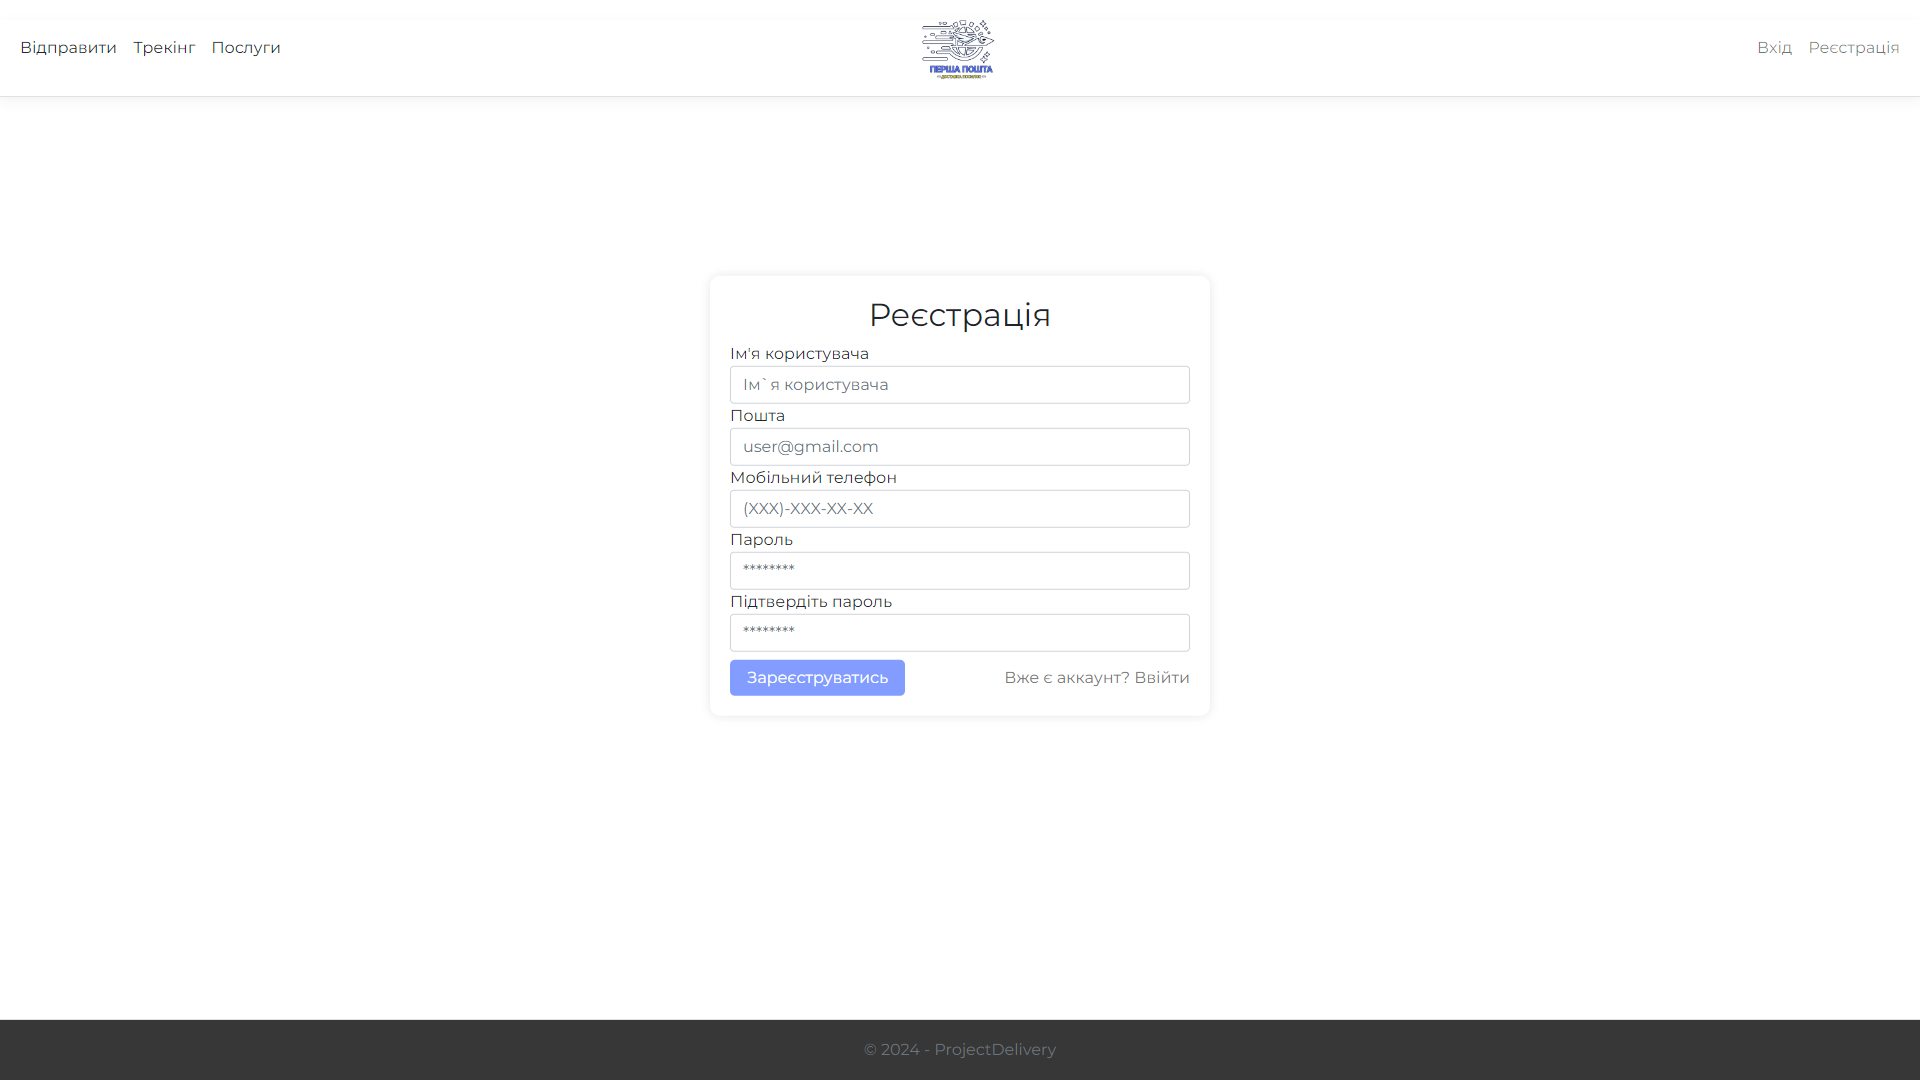 Відправити Трекінг Послуги
ПЕРША ПОШТА
Вхід Реєстрація
Реєстрація
Ім'я користувача
Ім`я користувача
Пошта
user@gmail.com
Мобільний телефон
(XXX)-XXX-XX-XX
Пароль
********
Підтвердіть пароль
********
Зареєструватись
Вже є аккаунт? Ввійти
© 2024 - ProjectDelivery